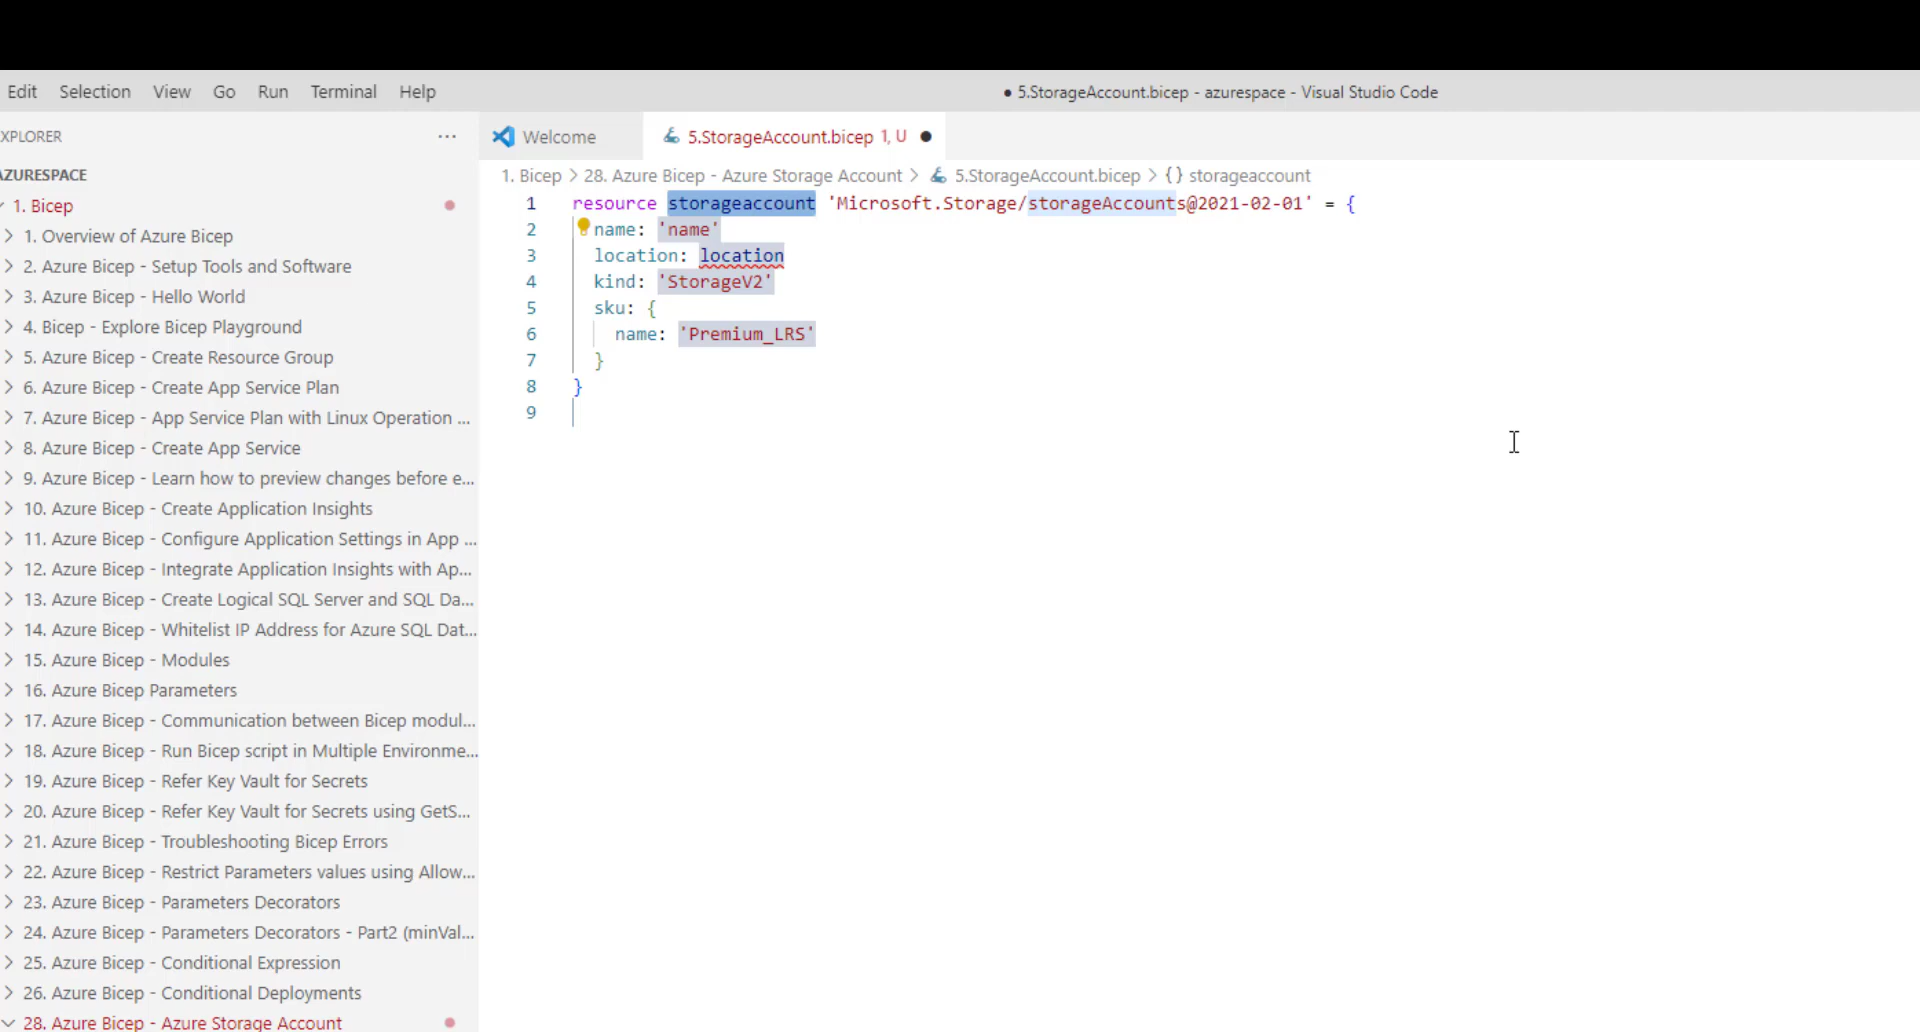 Edit Selection View Go Run Terminal Help
● 5.StorageAccount.bicep - azurespace - Visual Studio Code
XPLORER ···
AZURESPACE
1. Bicep
1. Overview of Azure Bicep
2. Azure Bicep - Setup Tools and Software
3. Azure Bicep - Hello World
4. Bicep - Explore Bicep Playground
5. Azure Bicep - Create Resource Group
6. Azure Bicep - Create App Service Plan
7. Azure Bicep - App Service Plan with Linux Operation ...
8. Azure Bicep - Create App Service
9. Azure Bicep - Learn how to preview changes before e...
10. Azure Bicep - Create Application Insights
11. Azure Bicep - Configure Application Settings in App ...
12. Azure Bicep - Integrate Application Insights with Ap...
13. Azure Bicep - Create Logical SQL Server and SQL Da...
14. Azure Bicep - Whitelist IP Address for Azure SQL Dat...
15. Azure Bicep - Modules
16. Azure Bicep Parameters
17. Azure Bicep - Communication between Bicep modul...
18. Azure Bicep - Run Bicep script in Multiple Environme...
19. Azure Bicep - Refer Key Vault for Secrets
20. Azure Bicep - Refer Key Vault for Secrets using GetS...
21. Azure Bicep - Troubleshooting Bicep Errors
22. Azure Bicep - Restrict Parameters values using Allow...
23. Azure Bicep - Parameters Decorators
24. Azure Bicep - Parameters Decorators - Part2 (minVal...
25. Azure Bicep - Conditional Expression
26. Azure Bicep - Conditional Deployments
28. Azure Bicep - Azure Storage Account
Welcome
5.StorageAccount.bicep 1, U ●
1. Bicep > 28. Azure Bicep - Azure Storage Account > 5.StorageAccount.bicep > {} storageaccount
1 resource storageaccount 'Microsoft.Storage/storageAccounts@2021-02-01' = {
2 name: 'name'
3 location: location
4 kind: 'StorageV2'
5 sku: {
6 name: 'Premium_LRS'
7 }
8 }
9